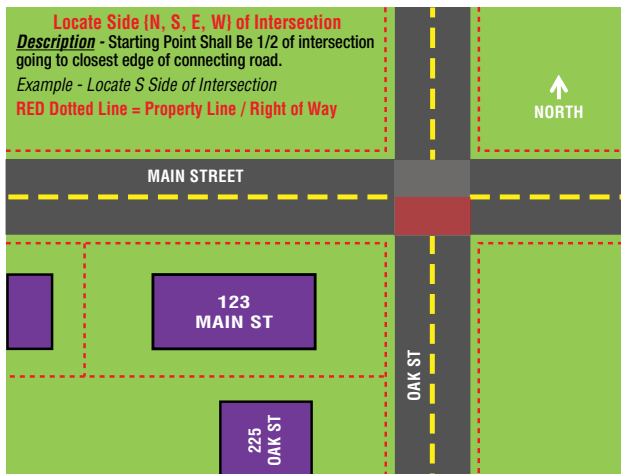 Locate Side {N, S, E, W} of Intersection
Description - Starting Point Shall Be 1/2 of intersection
going to closest edge of connecting road.
Example - Locate S Side of Intersection
RED Dotted Line = Property Line / Right of Way
NORTH
MAIN STREET
123
MAIN ST
OAK ST
225
OAK ST